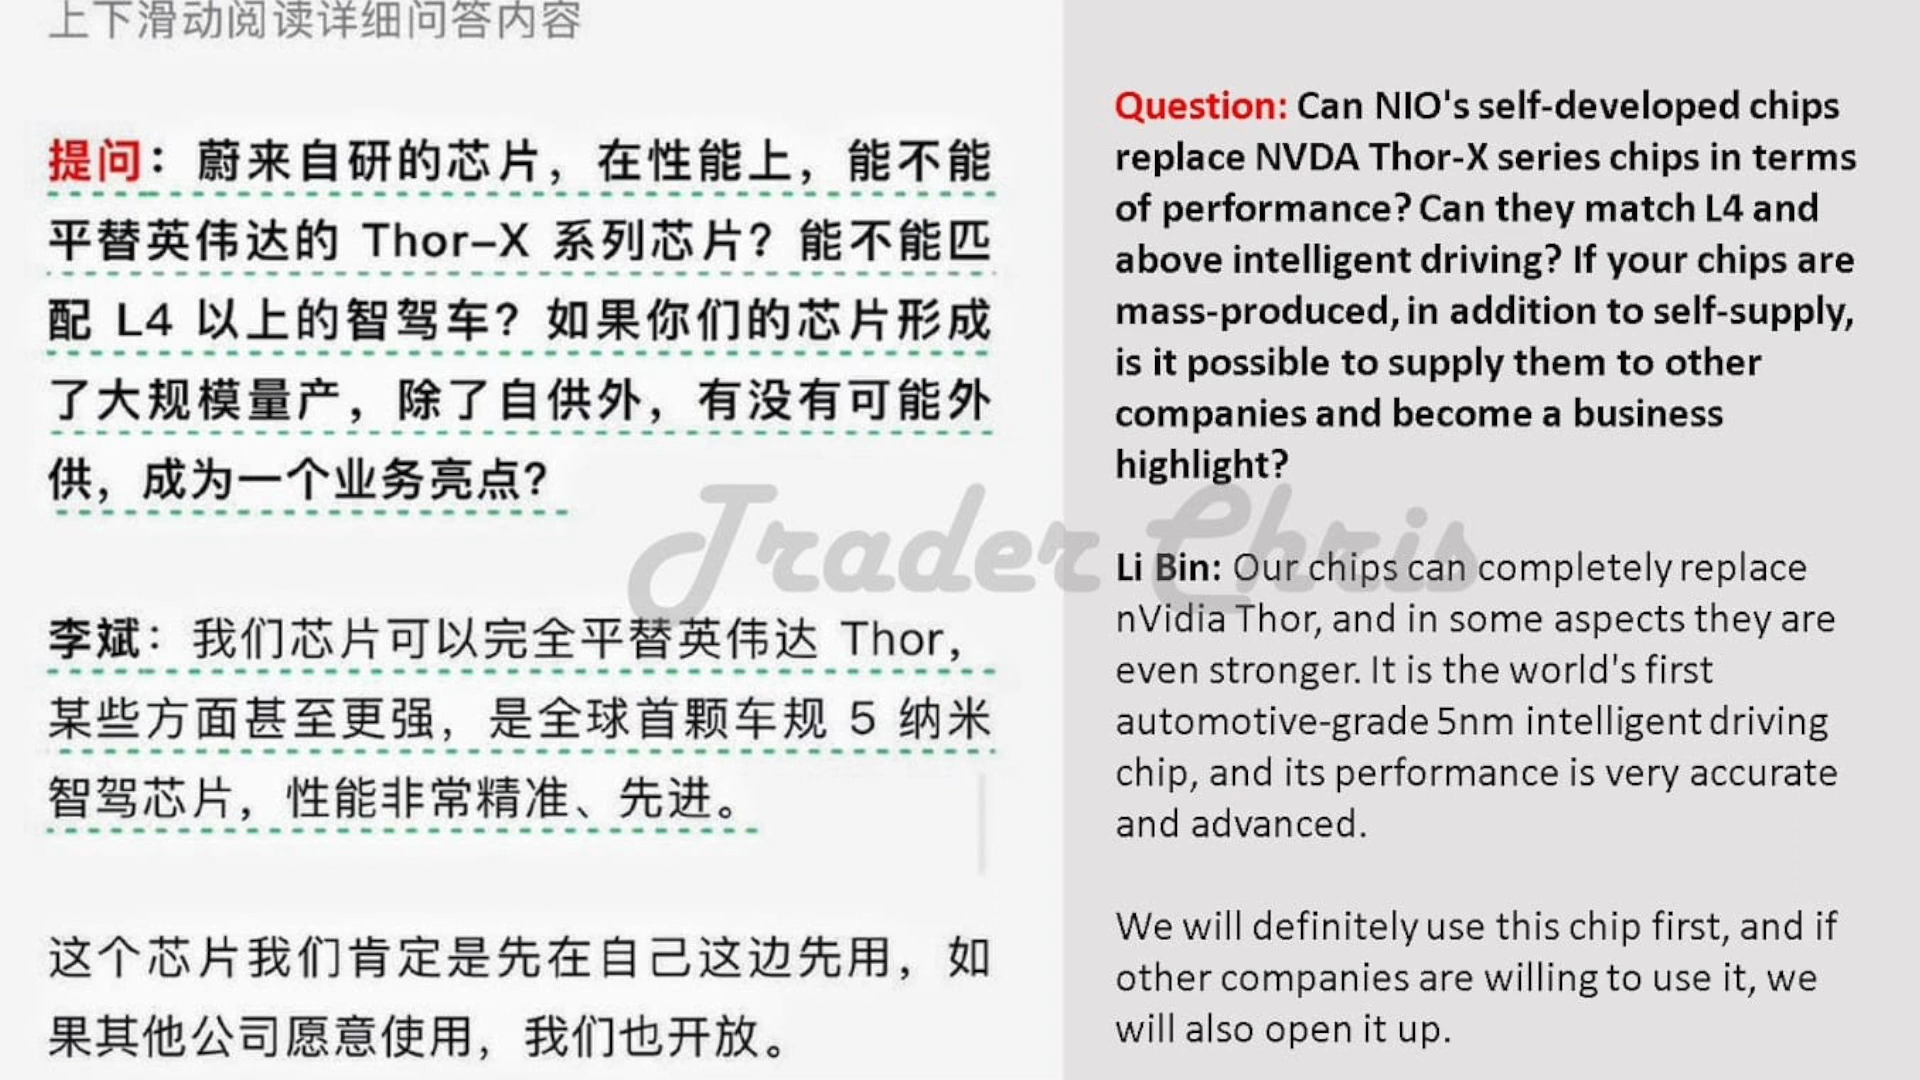 上下滑动阅读详细问答内容
提问：蔚来自研的芯片，在性能上，能不能
平替英伟达的 Thor-X 系列芯片？能不能匹
配 L4 以上的智驾车？如果你们的芯片形成
了大规模量产，除了自供外，有没有可能外
供，成为一个业务亮点？
李斌：我们芯片可以完全平替英伟达 Thor，
某些方面甚至更强，是全球首颗车规 5 纳米
智驾芯片，性能非常精准、先进。
这个芯片我们肯定是先在自己这边先用，如
果其他公司愿意使用，我们也开放。
Question: Can NIO's self-developed chips
replace NVDA Thor-X series chips in terms
of performance? Can they match L4 and
above intelligent driving? If your chips are
mass-produced, in addition to self-supply,
is it possible to supply them to other
companies and become a business
highlight?
Li Bin: Our chips can completely replace
nVidia Thor, and in some aspects they are
even stronger. It is the world's first
automotive-grade 5nm intelligent driving
chip, and its performance is very accurate
and advanced.
We will definitely use this chip first, and if
other companies are willing to use it, we
will also open it up.
Trader Chris